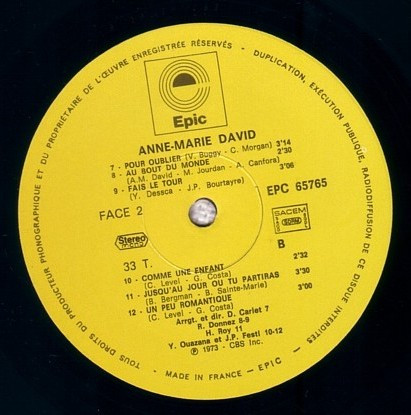 TOUS DROITS DU PRODUCTEUR PHONOGRAPHIQUE ET DU PROPRIÉTAIRE DE L'ŒUVRE ENREGISTRÉE RÉSERVÉS - DUPLICATION, EXÉCUTION PUBLIQUE, RADIODIFFUSION DE CE DISQUE INTERDITES
Epic
ANNE-MARIE DAVID
7 - POUR OUBLIER (V. Buggy - C. Morgan) 3'14
8 - AU BOUT DU MONDE 2'30
(A.M. David - M. Jourdan - A. Canfora)
9 - FAIS LE TOUR 3'06
(Y. Dessca - J.P. Bourtayre)
FACE 2
EPC 65765
Stereo
MONO
SACEM
33 T.
B
10 - COMME UNE ENFANT 2'32
(C. Level - G. Costa)
11 - JUSQU'AU JOUR OU TU PARTIRAS 3'30
(B. Bergman - B. Sainte-Marie)
12 - UN PEU ROMANTIQUE 3'00
(C. Level - G. Costa)
Arrgt. et dir. D. Carlet 7
R. Donnez 8-9
H. Roy 11
Y. Ouazana et J.P. Festi 10-12
℗ 1973 - CBS Inc.
• MADE IN FRANCE - EPIC -